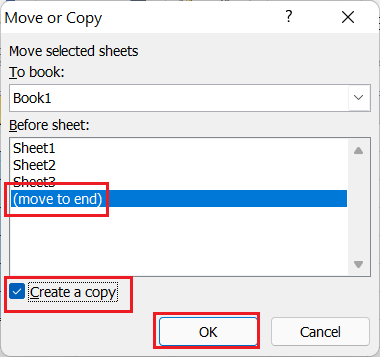 Move or Copy
Move selected sheets
To book:
Book1
Before sheet:
Sheet1
Sheet2
Sheet3
(move to end)
Create a copy
OK
Cancel